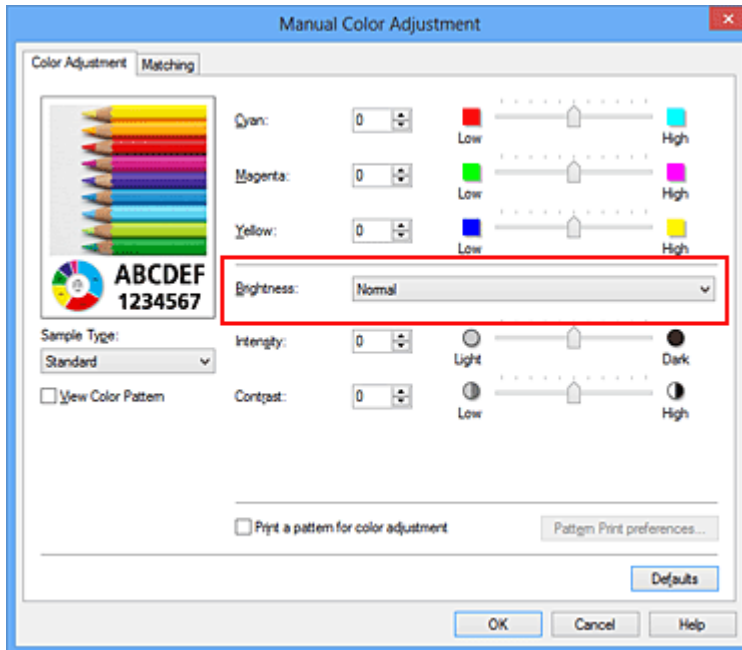 Manual Color Adjustment
Color Adjustment Matching
Cyan: 0 Low High
Magenta: 0 Low High
Yellow: 0 Low High
ABCDEF
1234567
Brightness: Normal
Sample Type:
Standard
View Color Pattern
Intensity: 0 Light Dark
Contrast: 0 Low High
Print a pattern for color adjustment Pattern Print preferences...
Defaults
OK Cancel Help